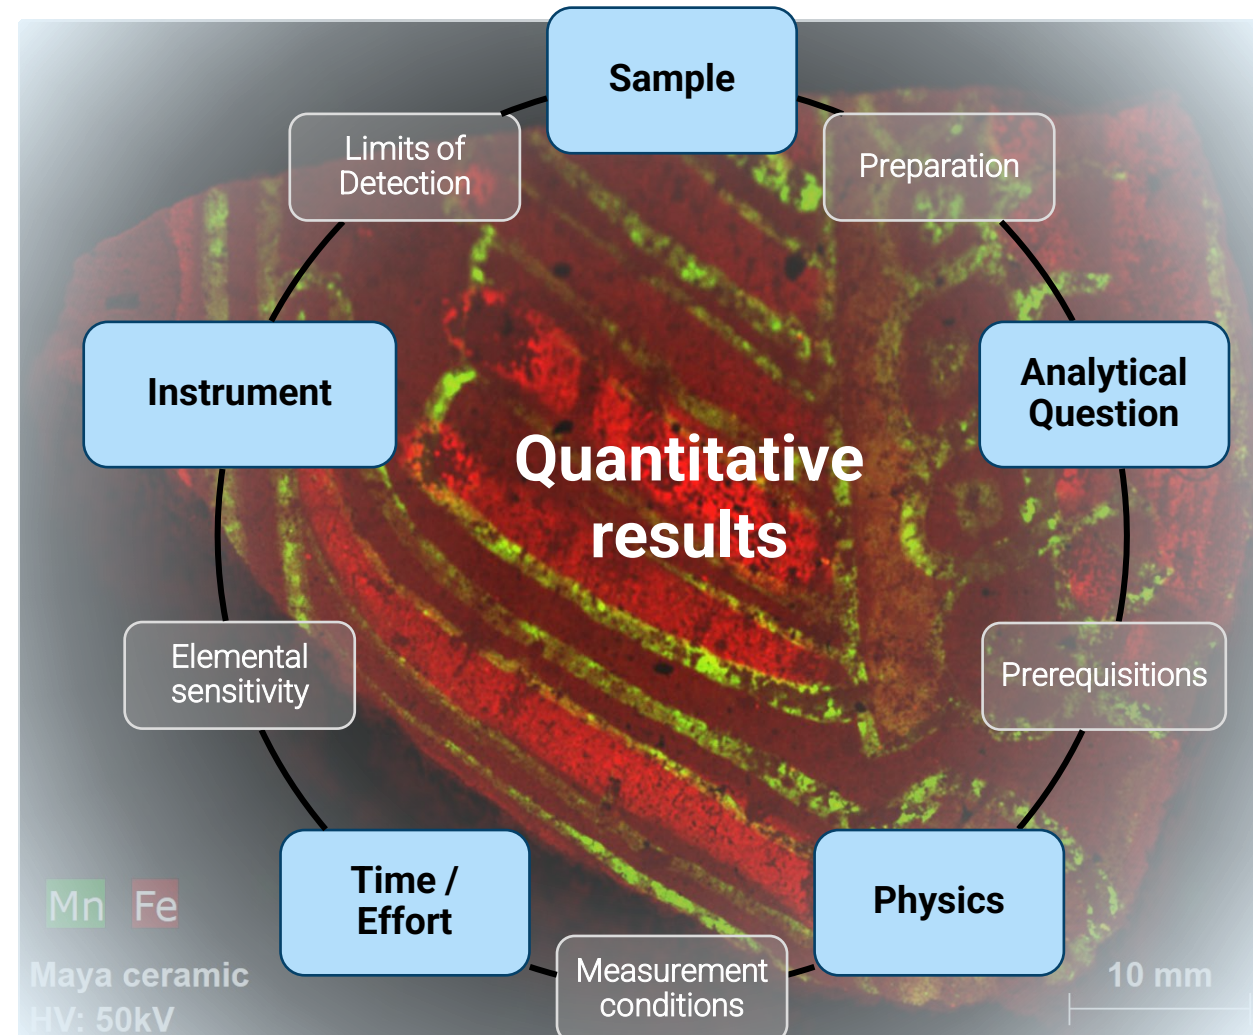 Sample
Limits of
Detection
Preparation
Instrument
Analytical
Question
Quantitative
results
Elemental
sensitivity
Prerequisitions
Time /
Effort
Physics
Measurement
conditions
Mn Fe
Maya ceramic
HV: 50kV
10 mm